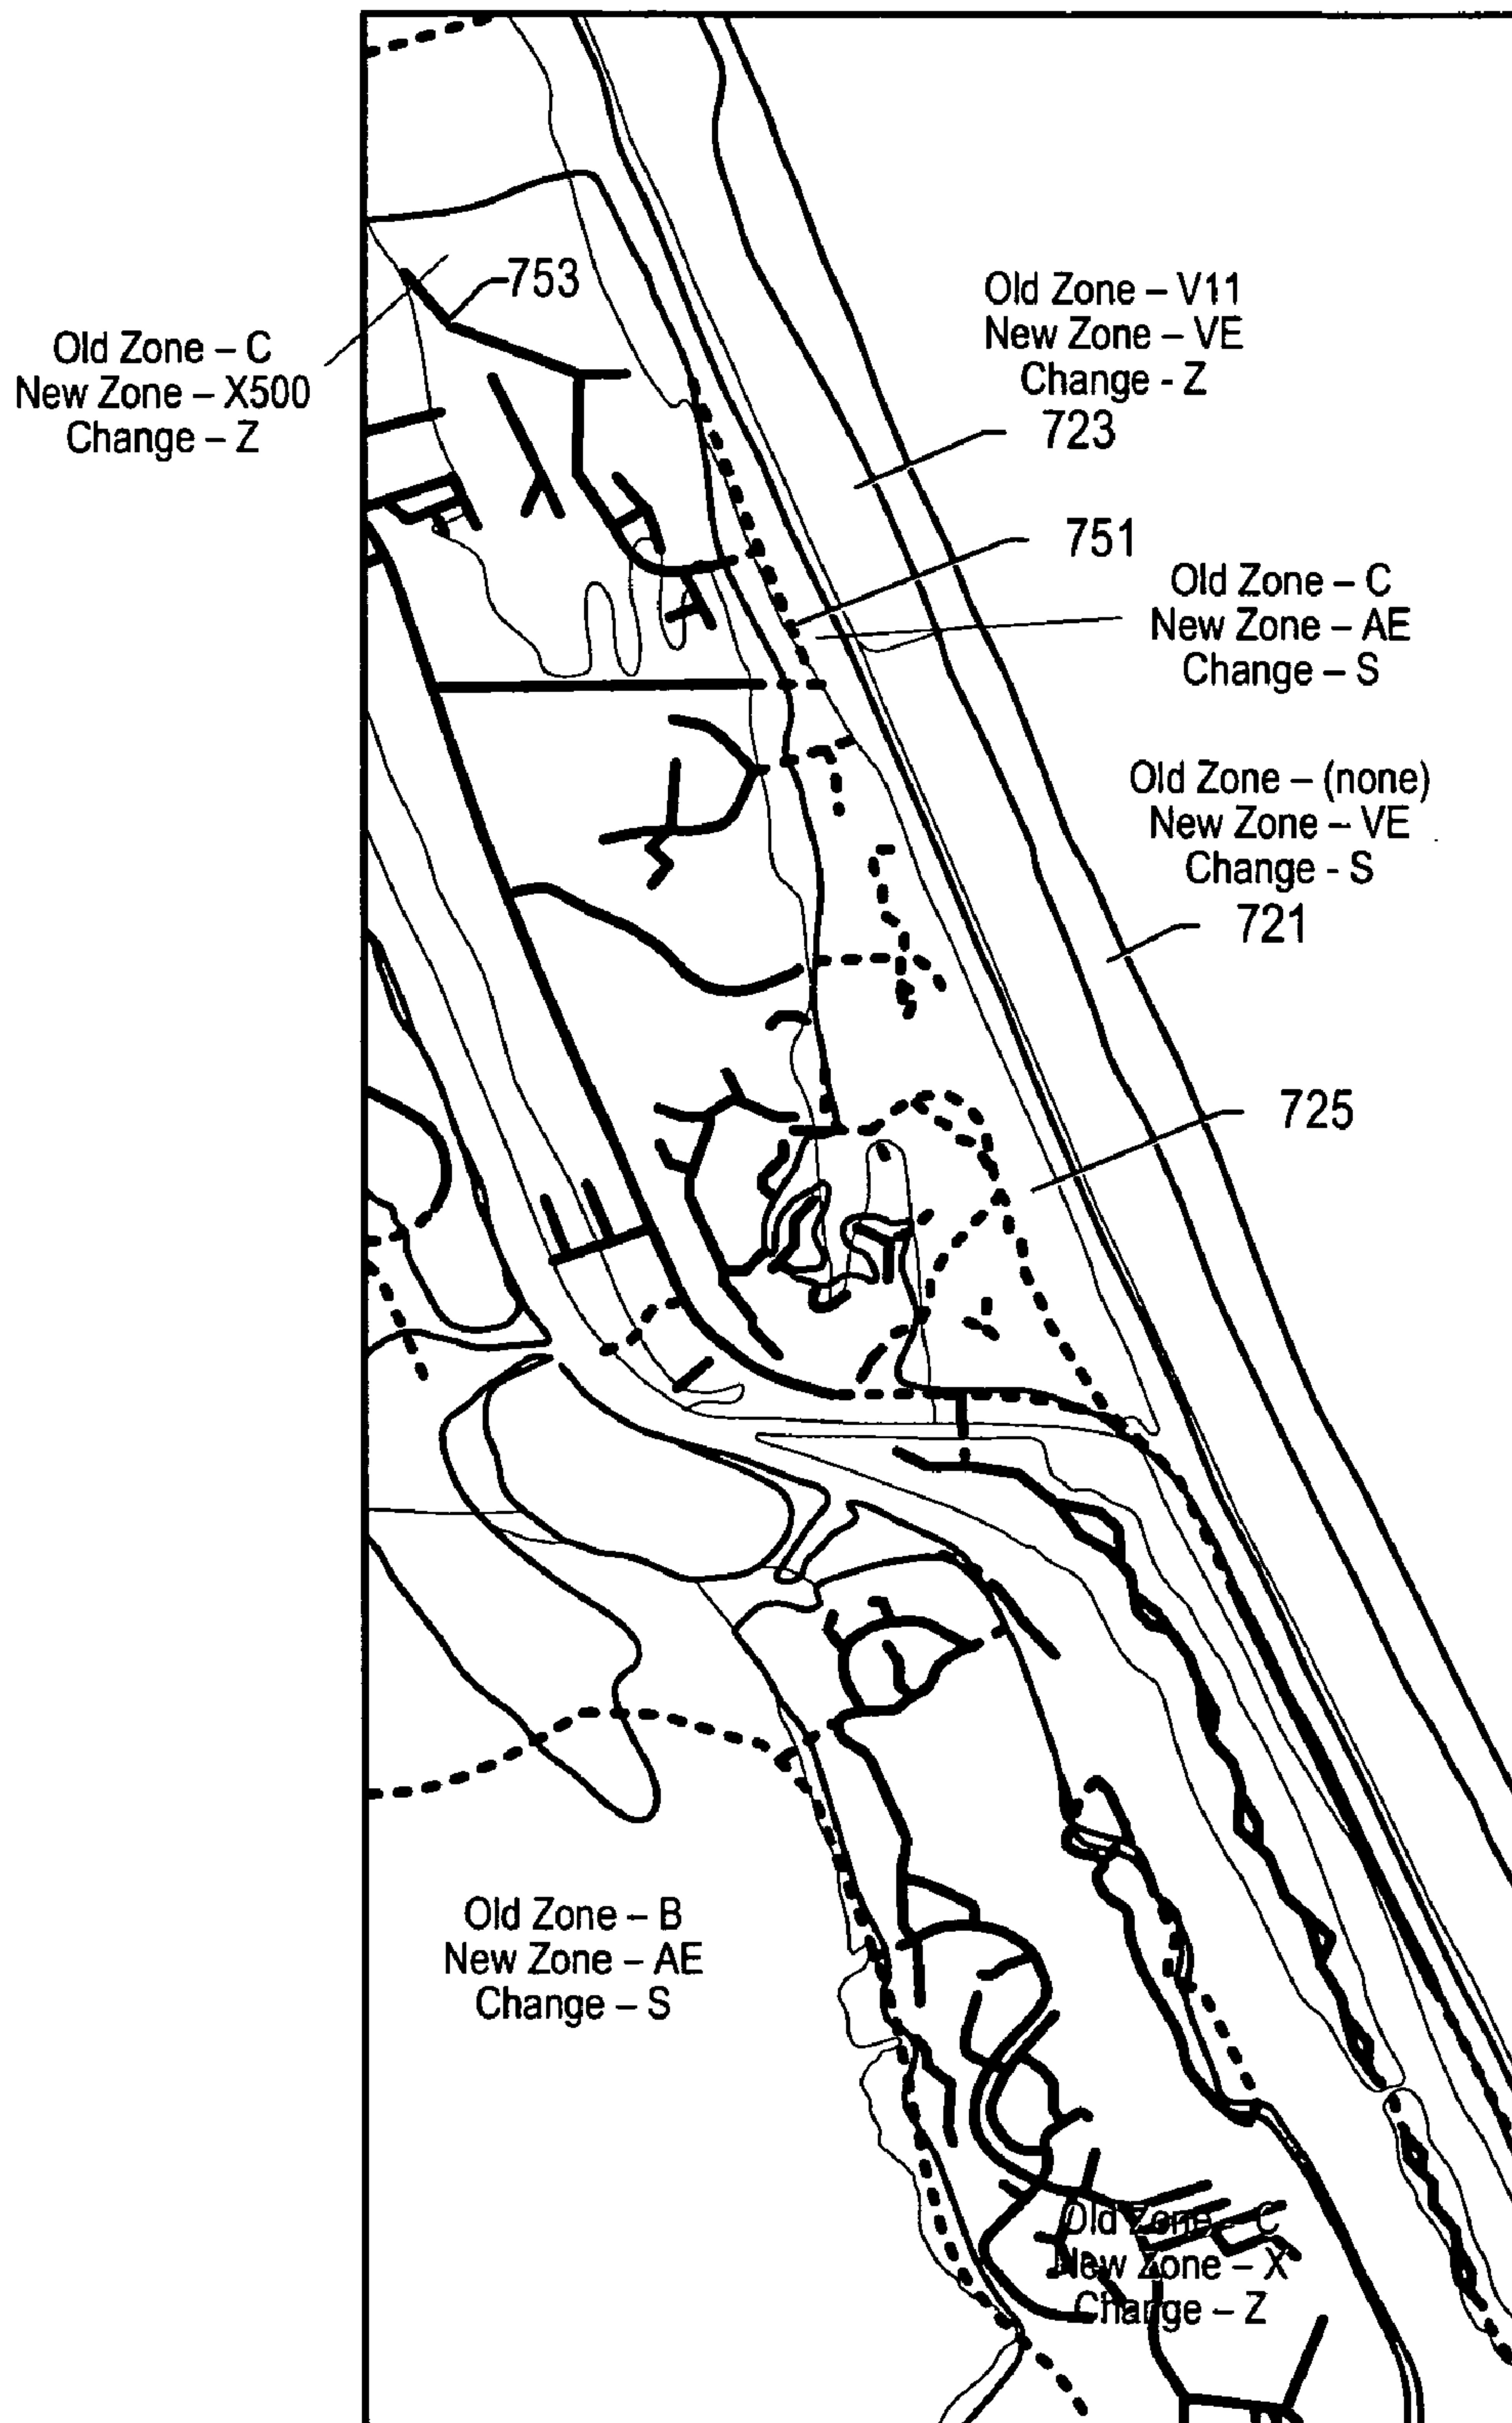 753
Old Zone – C
New Zone – X500
Change – Z
Old Zone – V11
New Zone – VE
Change - Z
723
751
Old Zone – C
New Zone – AE
Change – S
Old Zone – (none)
New Zone – VE
Change - S
721
725
Old Zone – B
New Zone – AE
Change – S
Old Zone – C
New Zone – X
Change – Z